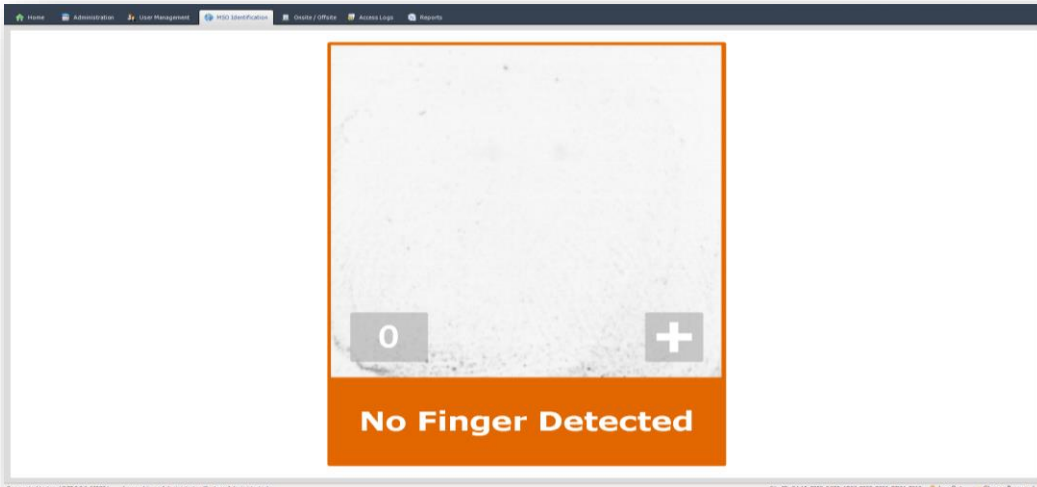 Home Administration User Management MSO Identification Onsite / Offsite Access Logs Reports
0
No Finger Detected